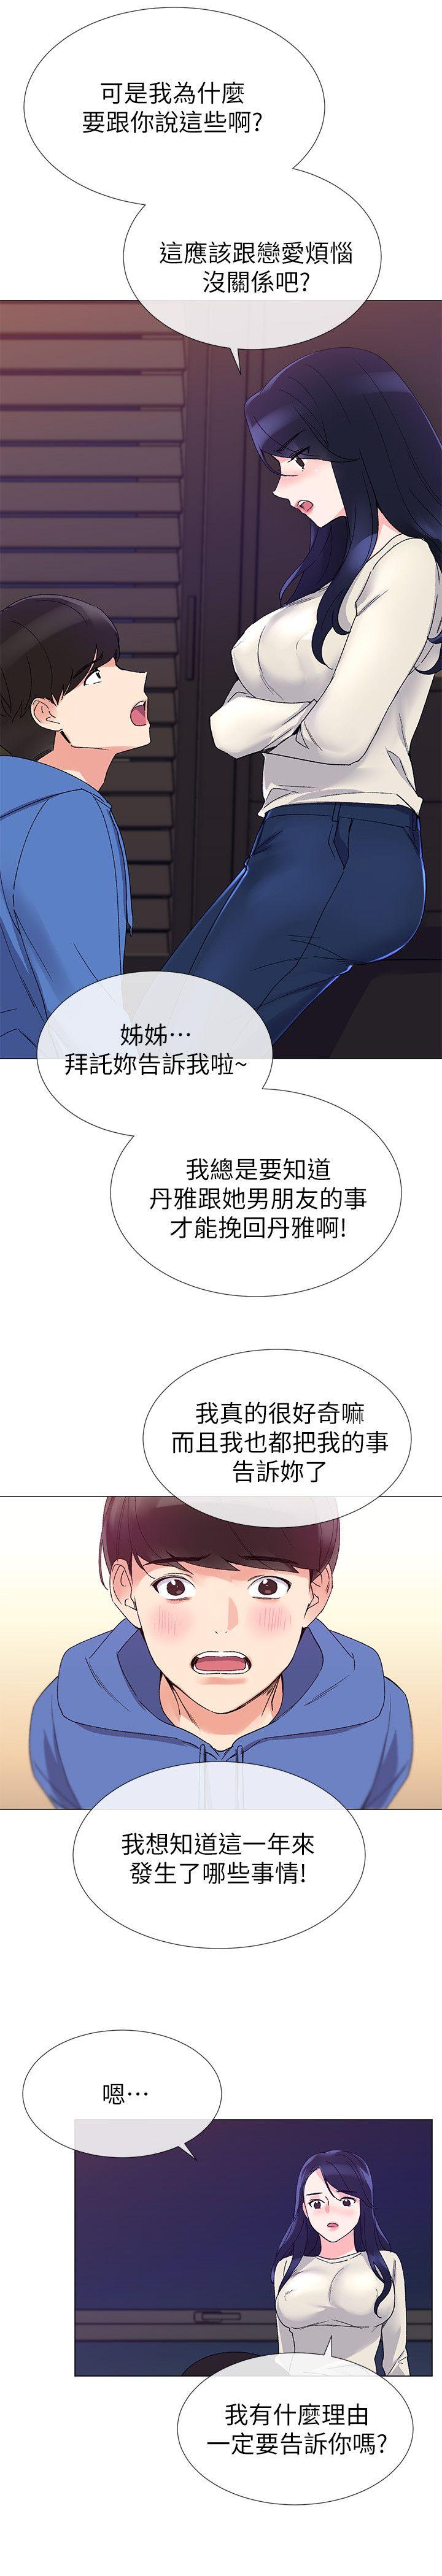 可是我為什麼
要跟你說這些啊?
這應該跟戀愛煩惱
沒關係吧?
姊姊⋯
拜託妳告訴我啦~
我總是要知道
丹雅跟她男朋友的事
才能挽回丹雅啊!
我真的很好奇嘛
而且我也都把我的事
告訴妳了
我想知道這一年來
發生了哪些事情!
嗯⋯
我有什麼理由
一定要告訴你嗎?